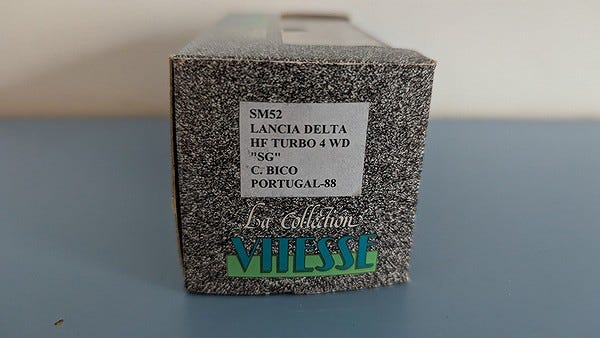 SM52
LANCIA DELTA
HF TURBO 4 WD
"SG"
C. BICO
PORTUGAL-88
La Collection
VITESSE